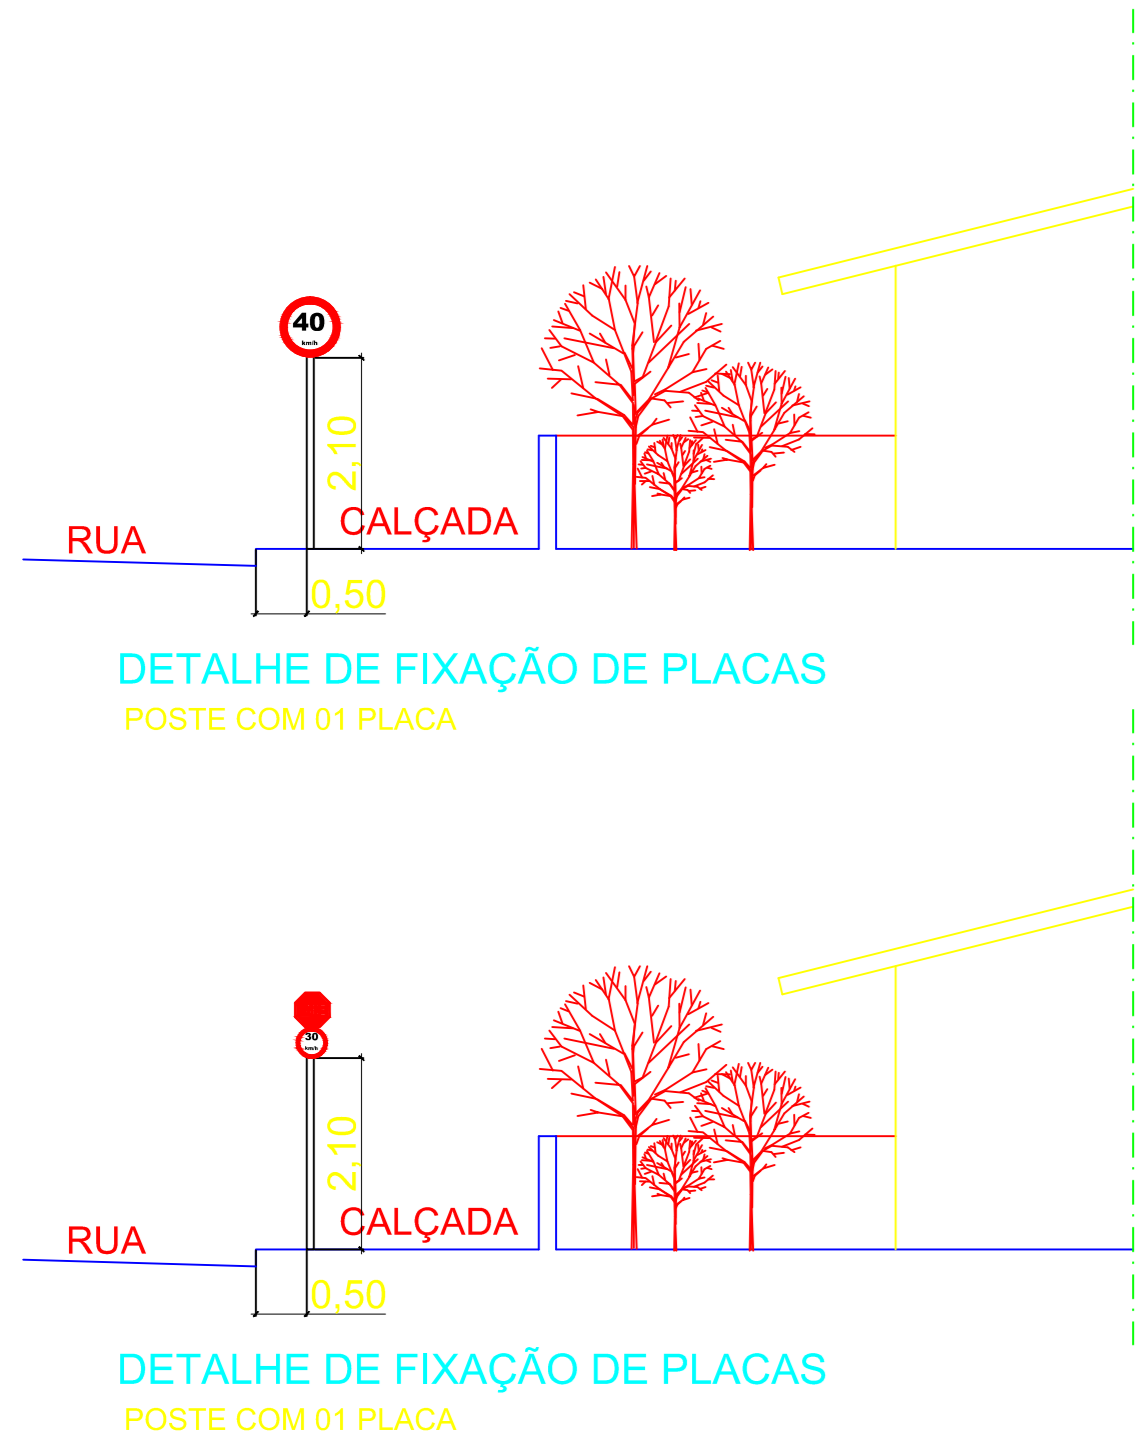 40
km/h
2,10
CALÇADA
RUA
0,50
DETALHE DE FIXAÇÃO DE PLACAS
POSTE COM 01 PLACA
30
km/h
2,10
CALÇADA
RUA
0,50
DETALHE DE FIXAÇÃO DE PLACAS
POSTE COM 01 PLACA